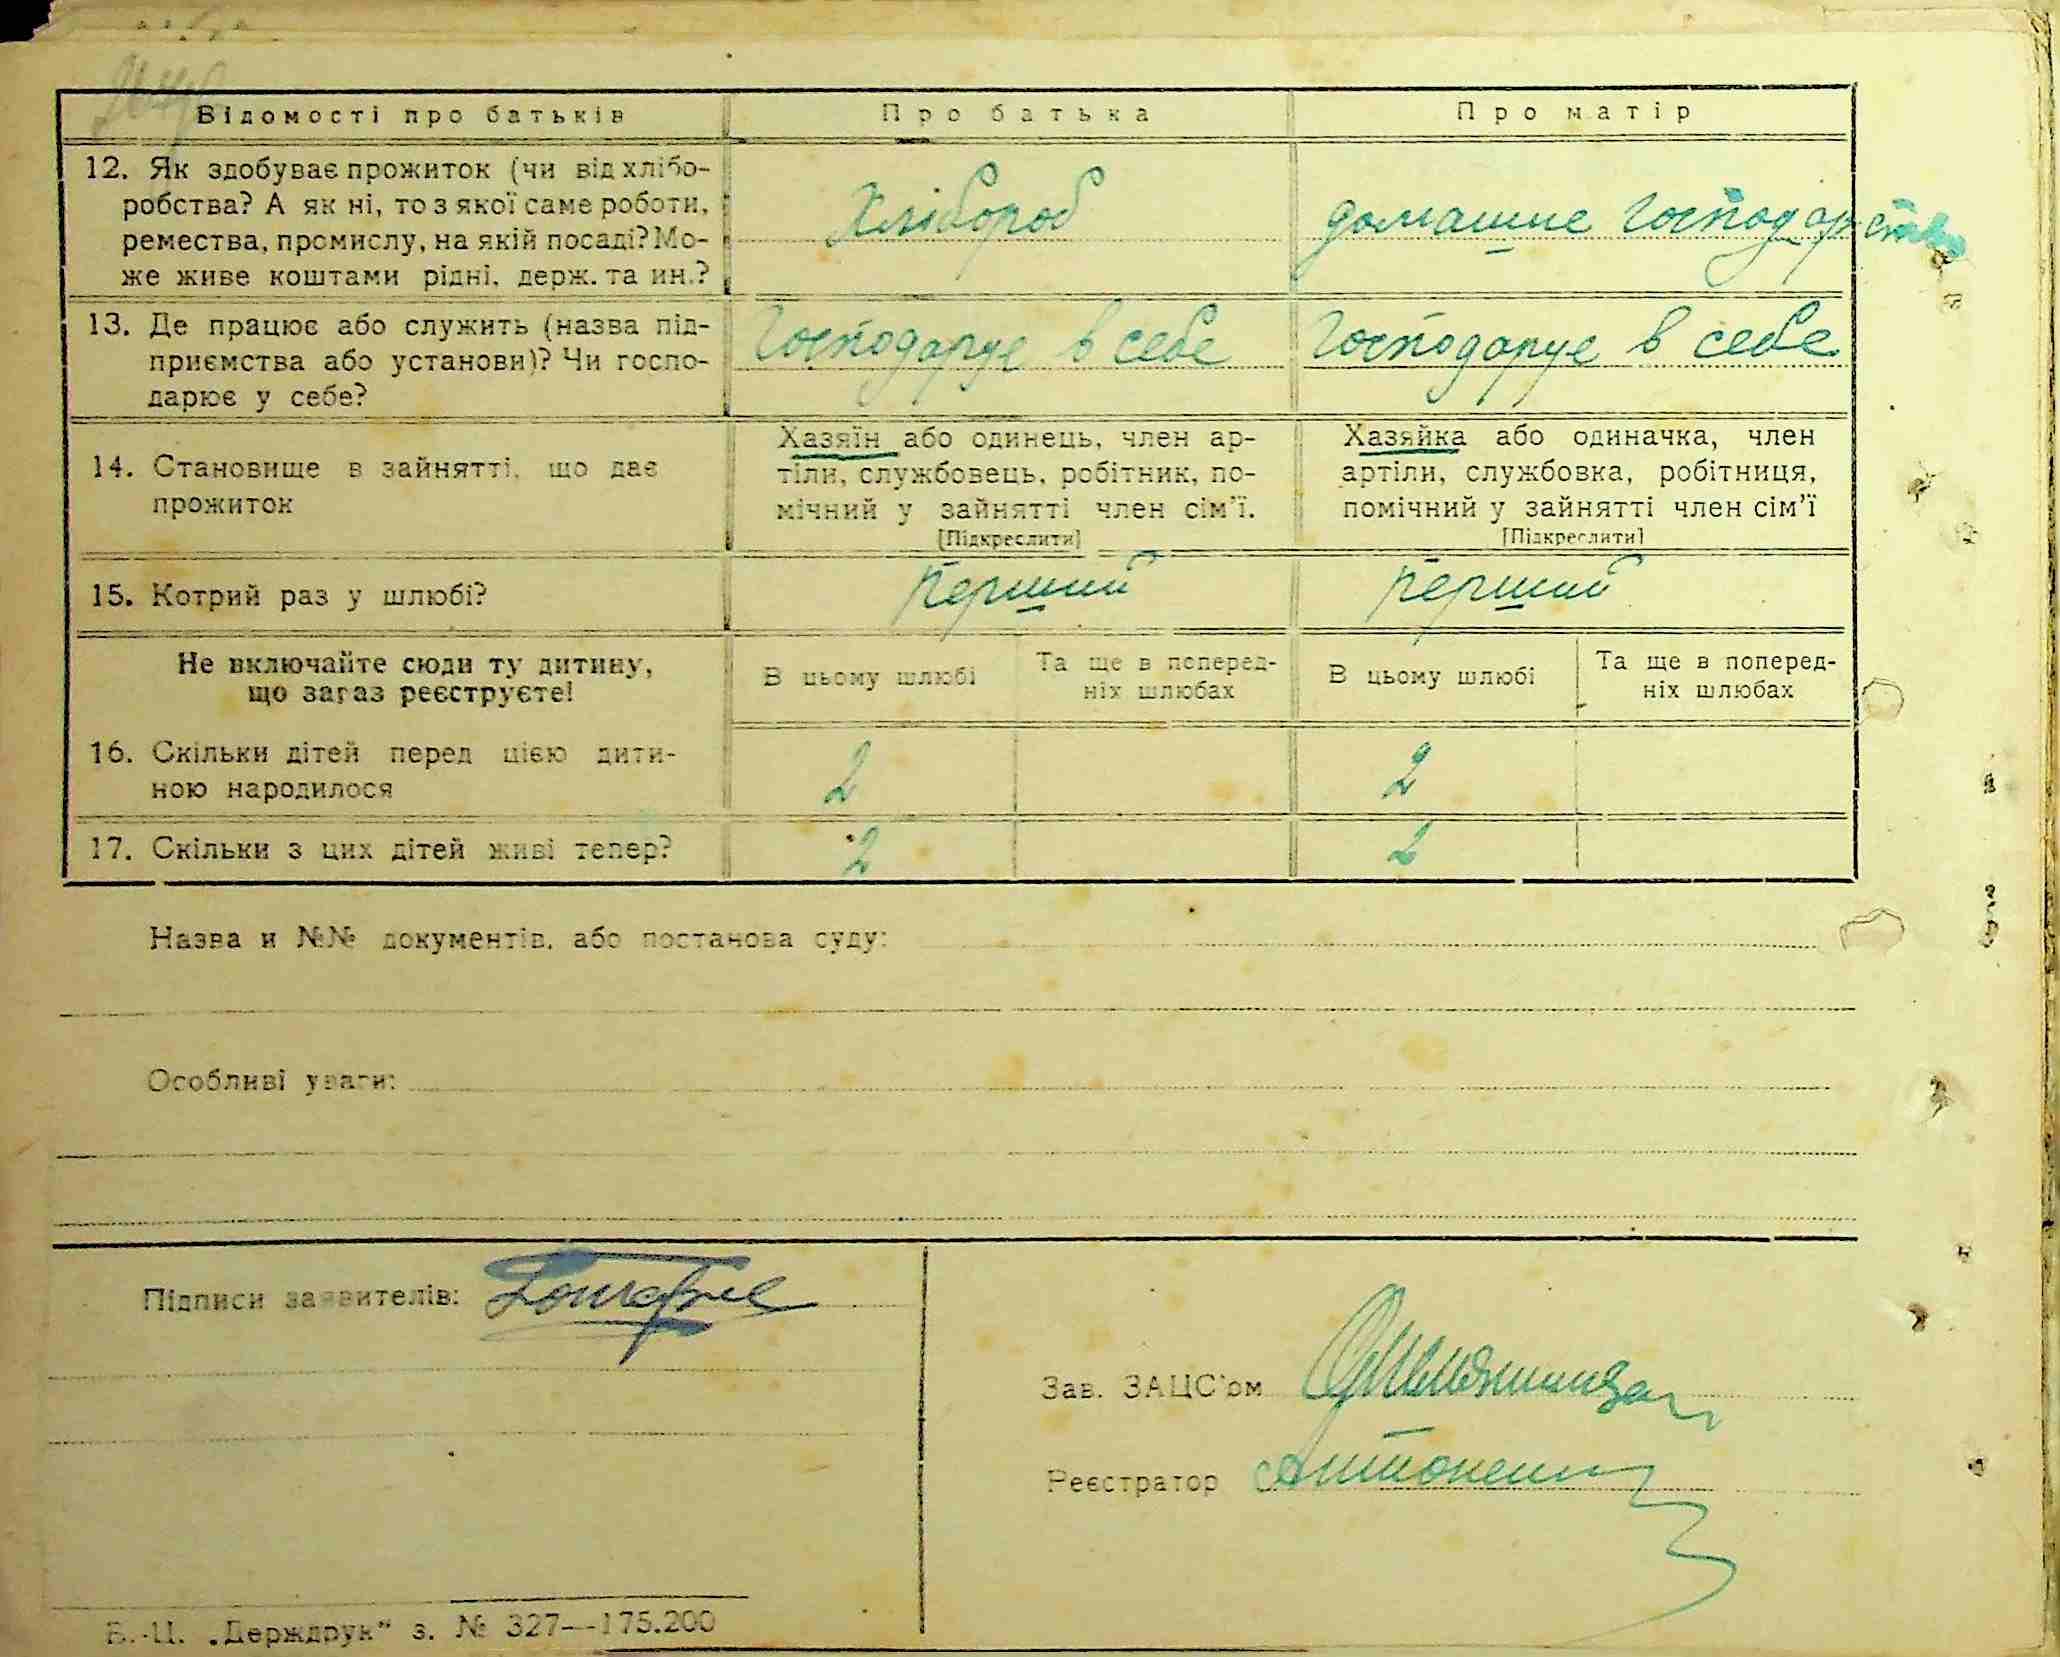 Відомості про батьків
Про батька
Про матір
12. Як здобуває прожиток (чи від хлібо-
робства? А як ні, то з якої саме роботи,
ремества, промислу, на якій посаді? Мо-
же живе коштами рідні, держ. та ин.?
Хлібороб
домашнє господарство
13. Де працює або служить (назва під-
приємства або установи)? Чи госпо-
дарює у себе?
Господарує в себе
Господарує в себе
14. Становище в зайнятті, що дає
прожиток
Хазяїн або одинець, член ар-
тіли, службовець, робітник, по-
мічний у зайнятті член сім'ї.
[Підкреслити]
Хазяйка або одиначка, член
артіли, службовка, робітниця,
помічний у зайнятті член сім'ї
[Підкреслити]
15. Котрий раз у шлюбі?
Перший
Перший
Не включайте сюди ту дитину,
що зараз реєструєте!
В цьому шлюбі
Та ще в поперед-
ніх шлюбах
В цьому шлюбі
Та ще в поперед-
ніх шлюбах
16. Скільки дітей перед цією дити-
ною народилося
2
2
17. Скільки з цих дітей живі тепер?
2
2
Назва и №№ документів, або постанова суду:
Особливі уваги:
Підписи заявителів:
Зав. ЗАЦС'ом
Реєстратор
В.-Ц. „Держдрук" з. № 327—175.200